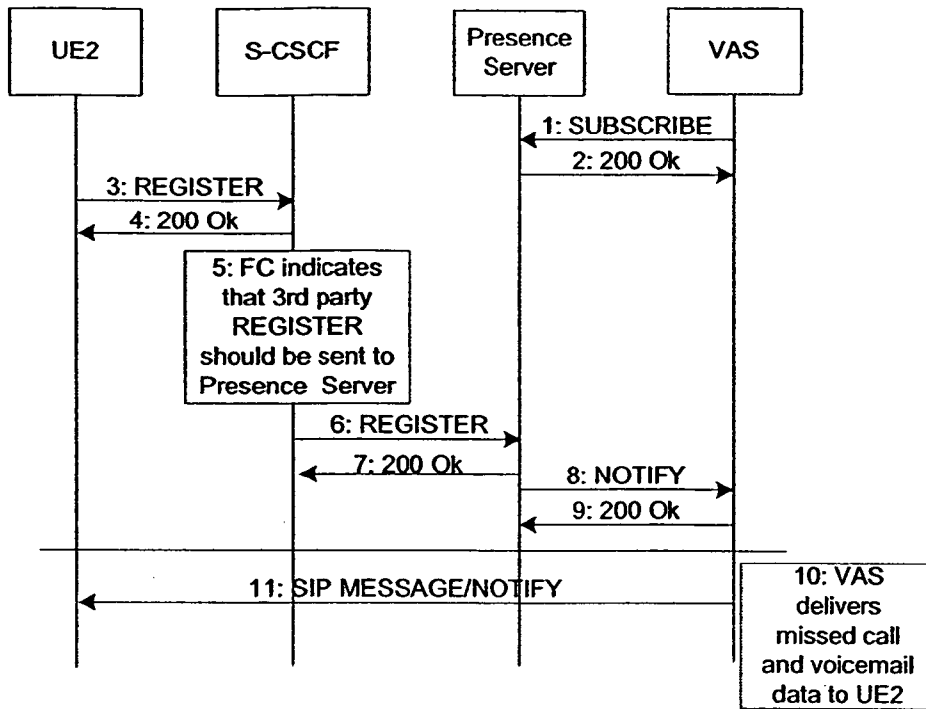 UE2
S-CSCF
Presence
Server
VAS
1: SUBSCRIBE
2: 200 Ok
3: REGISTER
4: 200 Ok
5: FC indicates
that 3rd party
REGISTER
should be sent to
Presence Server
6: REGISTER
7: 200 Ok
8: NOTIFY
9: 200 Ok
11: SIP MESSAGE/NOTIFY
10: VAS
delivers
missed call
and voicemail
data to UE2